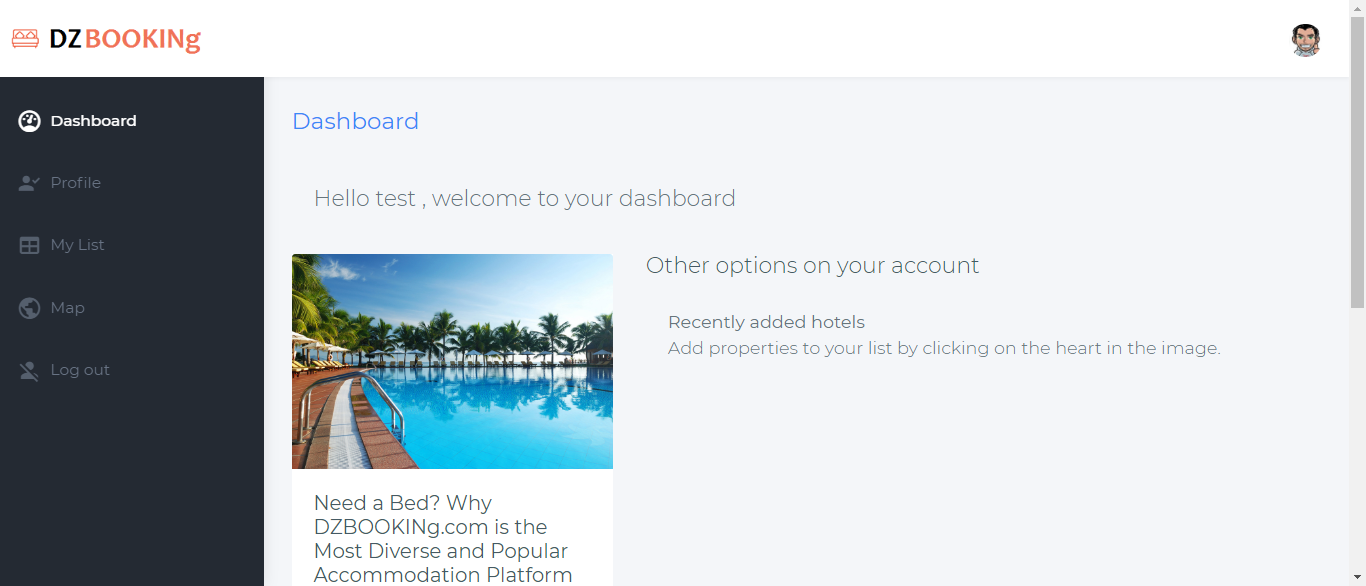 DZBOOKINg
Dashboard
Profile
My List
Map
Log out
Dashboard
Hello test , welcome to your dashboard
Other options on your account
Recently added hotels
Add properties to your list by clicking on the heart in the image.
Need a Bed? Why
DZBOOKINg.com is the
Most Diverse and Popular
Accommodation Platform